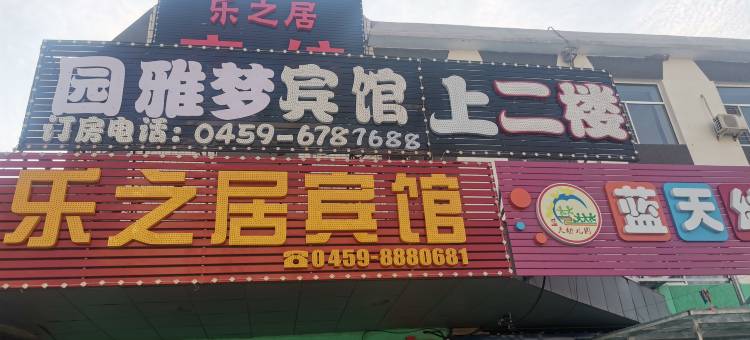 乐之居
园雅梦宾馆上二楼
订房电话：0459-6787688
乐之居宾馆
☎0459-8880681
蓝天幼